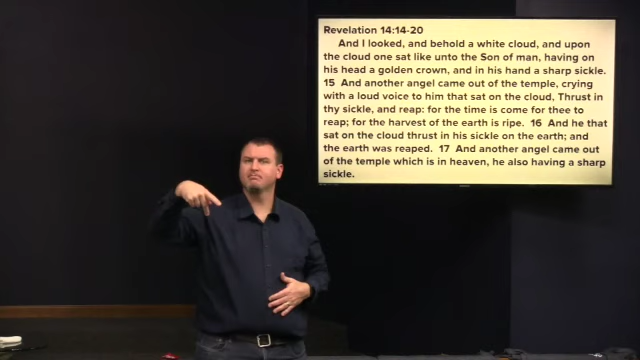 Revelation 14:14-20
And I looked, and behold a white cloud, and upon
the cloud one sat like unto the Son of man, having on
his head a golden crown, and in his hand a sharp sickle.
15 And another angel came out of the temple, crying
with a loud voice to him that sat on the cloud, Thrust in
thy sickle, and reap: for the time is come for thee to
reap; for the harvest of the earth is ripe. 16 And he that
sat on the cloud thrust in his sickle on the earth; and
the earth was reaped. 17 And another angel came out
of the temple which is in heaven, he also having a sharp
sickle.